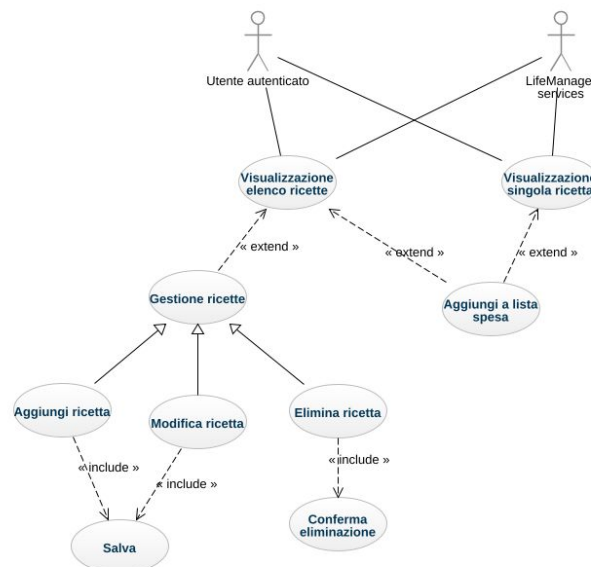 Utente autenticato
LifeManager
services
Visualizzazione
elenco ricette
Visualizzazione
singola ricetta
« extend »
« extend »
« extend »
Gestione ricette
Aggiungi a lista
spesa
Aggiungi ricetta
Modifica ricetta
Elimina ricetta
« include »
« include »
« include »
Salva
Conferma
eliminazione